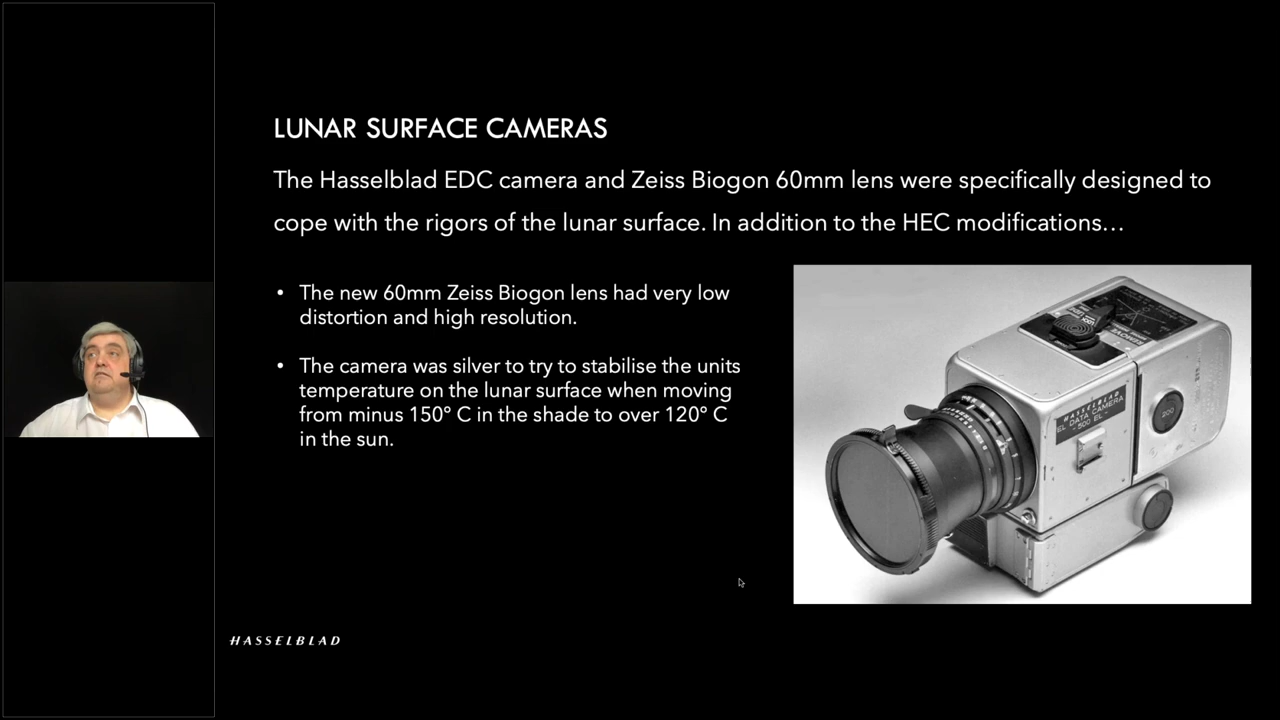 LUNAR SURFACE CAMERAS
The Hasselblad EDC camera and Zeiss Biogon 60mm lens were specifically designed to
cope with the rigors of the lunar surface. In addition to the HEC modifications…
• The new 60mm Zeiss Biogon lens had very low
distortion and high resolution.
• The camera was silver to try to stabilise the units
temperature on the lunar surface when moving
from minus 150º C in the shade to over 120º C
in the sun.
HASSELBLAD
EL DATA CAMERA
- 500 EL -
200
HASSELBLAD